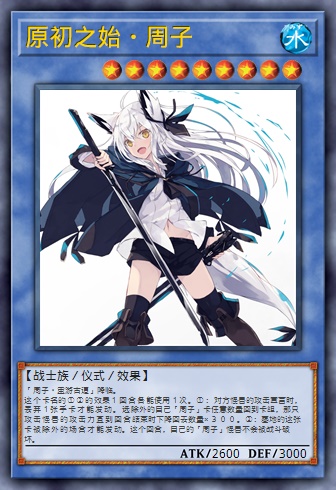 原初之始・周子
水
【战士族／仪式／效果】
「周子・里游古道」降临。
这个卡名的①②的效果1回合各能使用1次。①：对方怪兽的攻击宣言时，
丢弃1张手卡才能发动。选除外的自己「周子」卡任意数量回到卡组，那只
攻击怪兽的攻击力直到回合结束时下降回去数量×３００。②：墓地的这张
卡被除外的场合才能发动。这个回合，自己的「周子」怪兽不会被战斗破
坏。
ATK/2600 DEF/3000